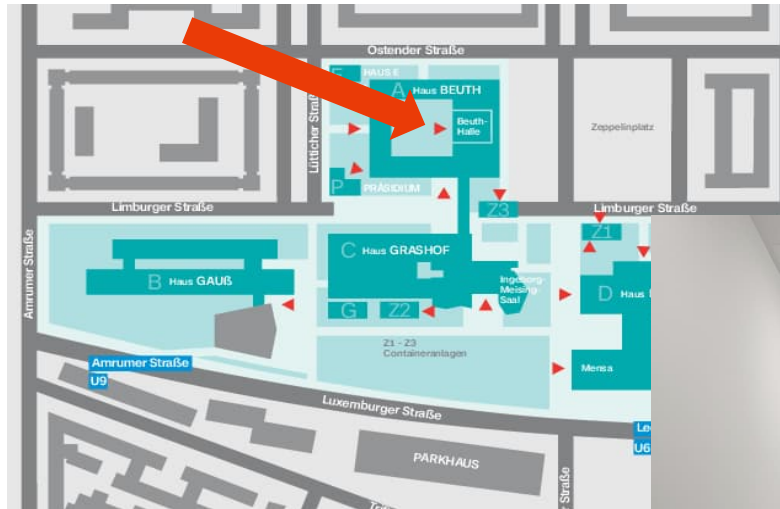 Ostender Straße
HAUS E
A Haus BEUTH
Beuth-
Halle
Zeppelinplatz
Lütticher Straße
P PRÄSIDIUM
Limburger Straße
Z3
Limburger Straße
Z1
Amrumer Straße
C Haus GRASHOF
B Haus GAUß
Ingeborg-
Meising-
Saal
D Haus
G
Z2
Z1 - Z3
Containeranlagen
Mensa
Amrumer Straße
U9
Luxemburger Straße
U6
PARKHAUS
Straße